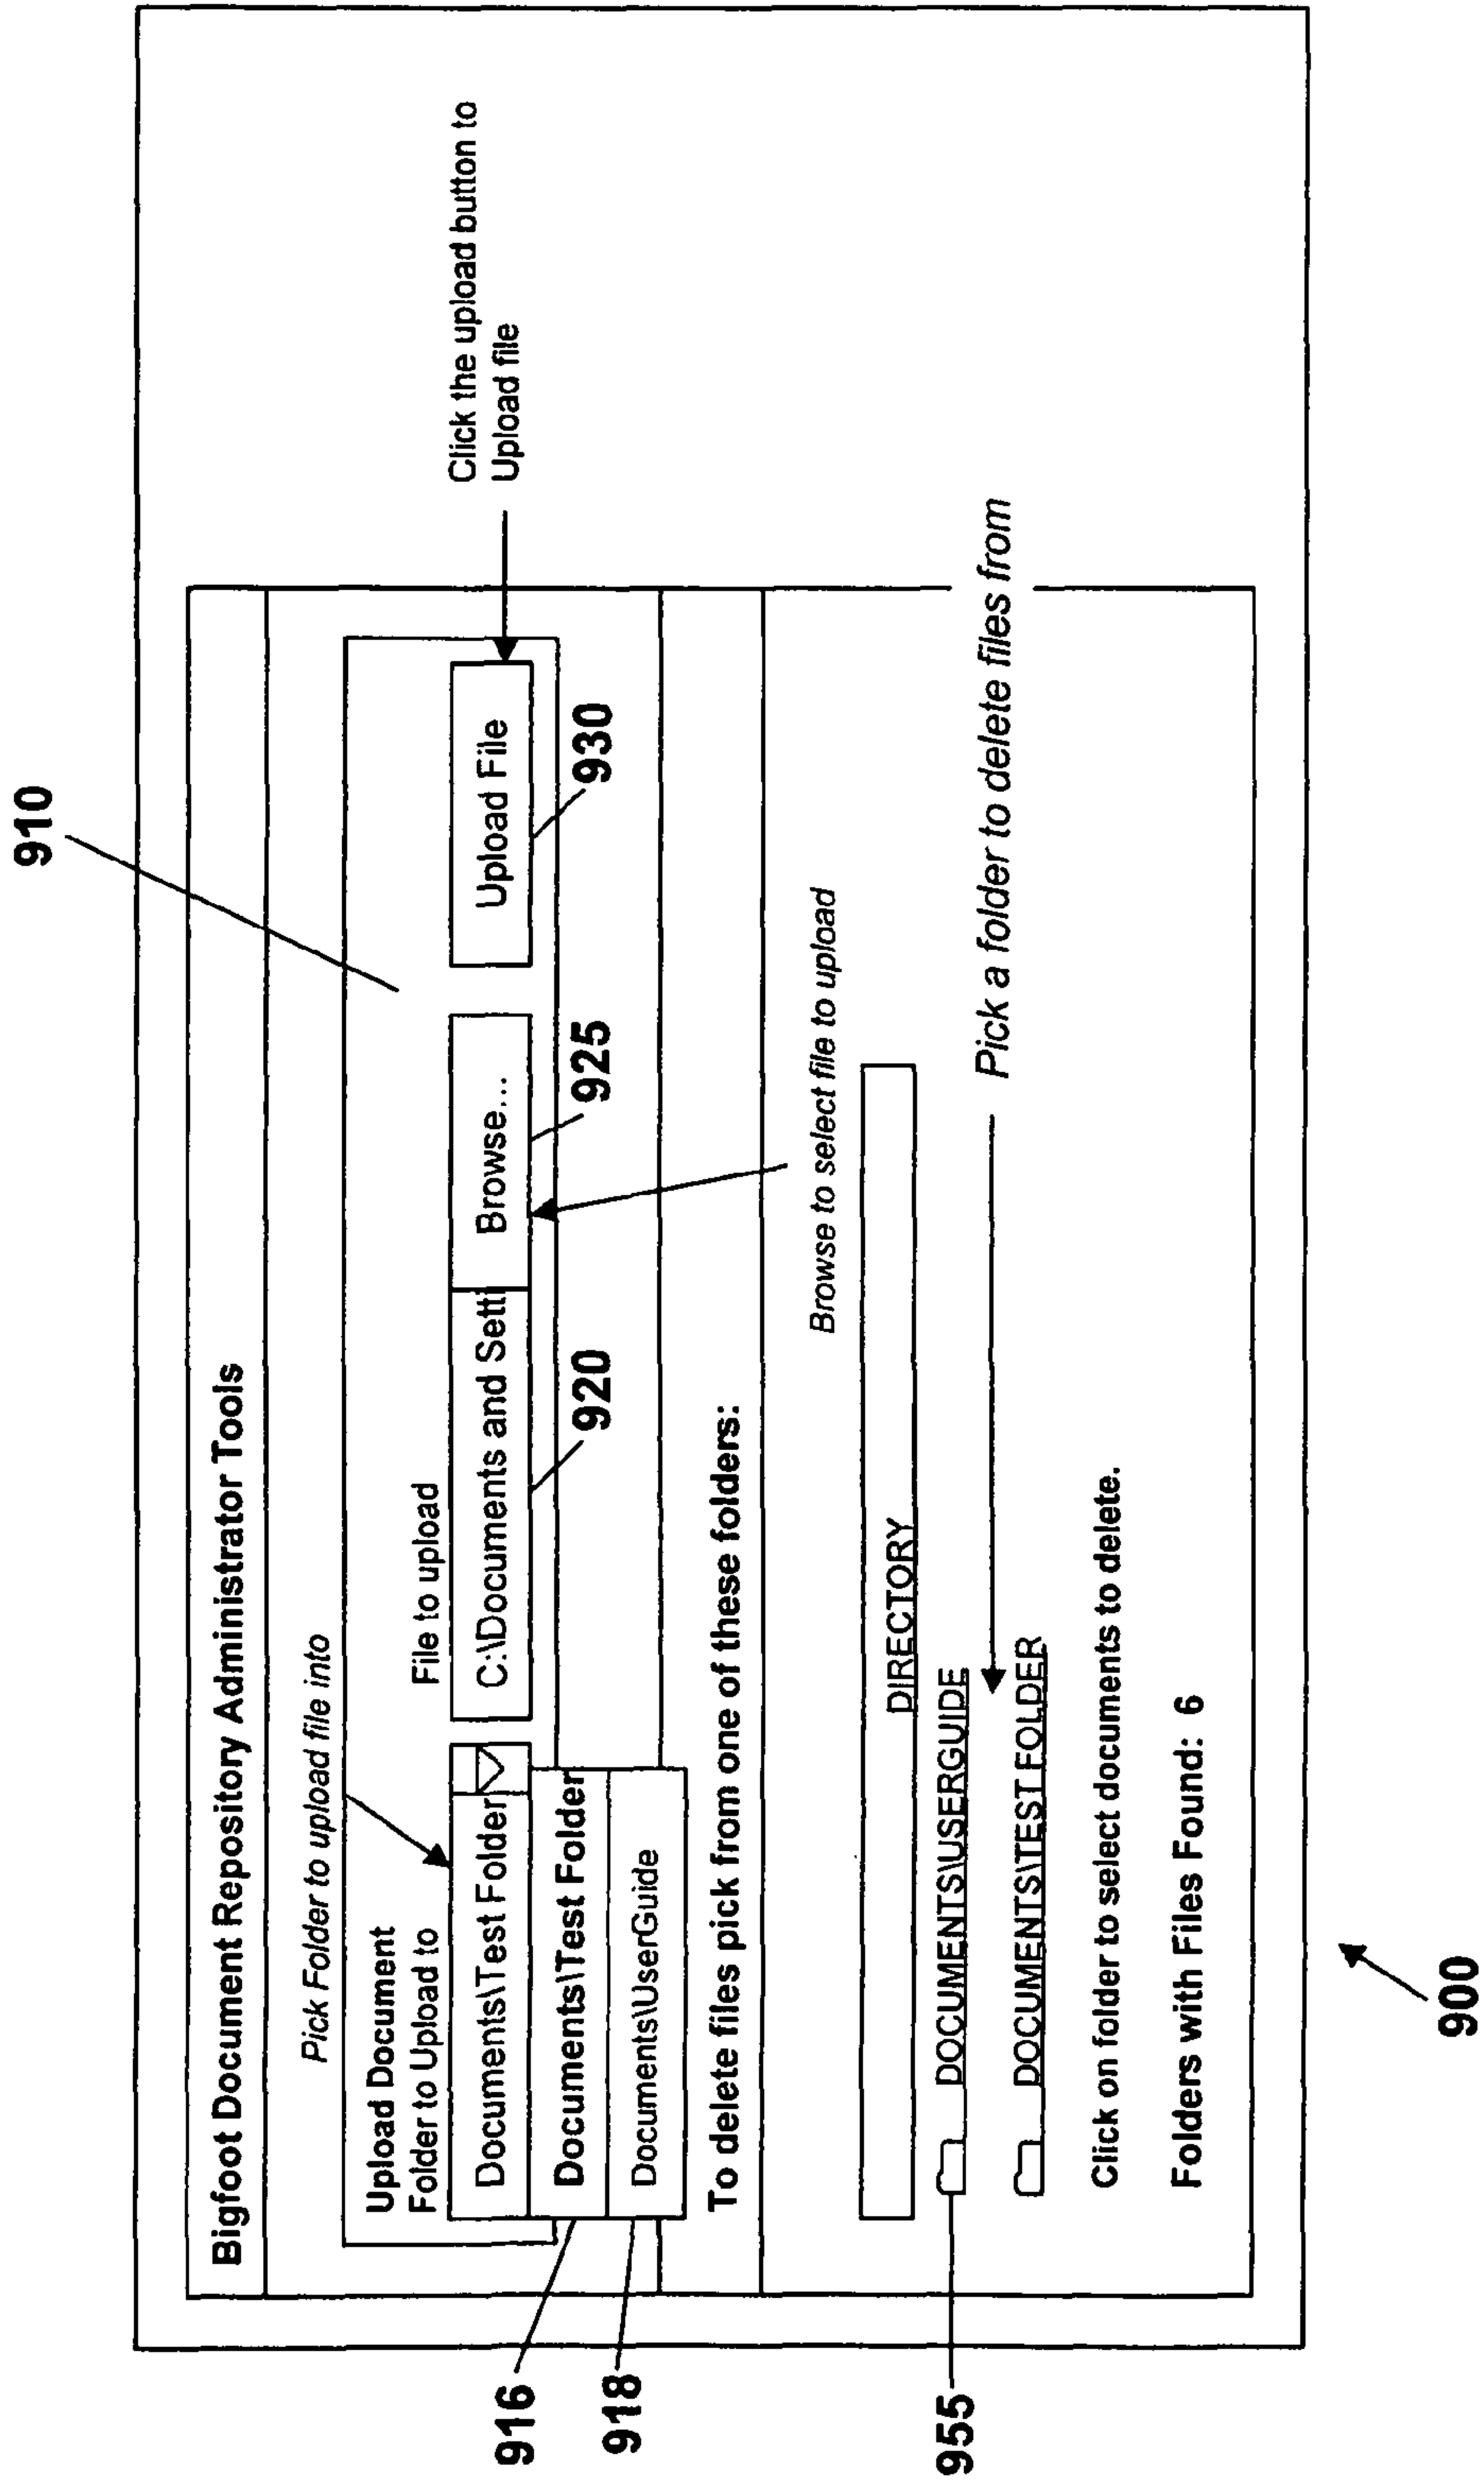 910
Bigfoot Document Repository Administrator Tools
Pick Folder to upload file into
Upload Document
Folder to Upload to
File to upload
Documents\Test Folder
C:\Documents and Setti
Browse...
Upload File
Click the upload button to
Upload file
916
Documents\Test Folder
920
925
930
918
Documents\UserGuide
To delete files pick from one of these folders:
Browse to select file to upload
DIRECTORY
955
DOCUMENTS\USERGUIDE
Pick a folder to delete files from
DOCUMENTS\TEST FOLDER
Click on folder to select documents to delete.
Folders with Files Found: 6
900